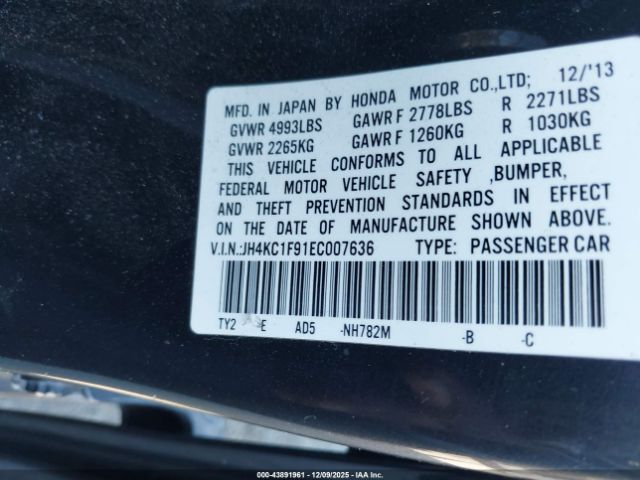 MFD. IN JAPAN BY HONDA MOTOR CO.,LTD; 12/'13
GVWR 4993LBS GAWR F 2778LBS R 2271LBS
GVWR 2265KG GAWR F 1260KG R 1030KG
THIS VEHICLE CONFORMS TO ALL APPLICABLE
FEDERAL MOTOR VEHICLE SAFETY ,BUMPER,
AND THEFT PREVENTION STANDARDS IN EFFECT
ON THE DATE OF MANUFACTURE SHOWN ABOVE.
V.I.N.:JH4KC1F91EC007636 TYPE: PASSENGER CAR
TY2 E AD5 -NH782M -B -C
000-43891961 • 12/09/2025 • IAA Inc.